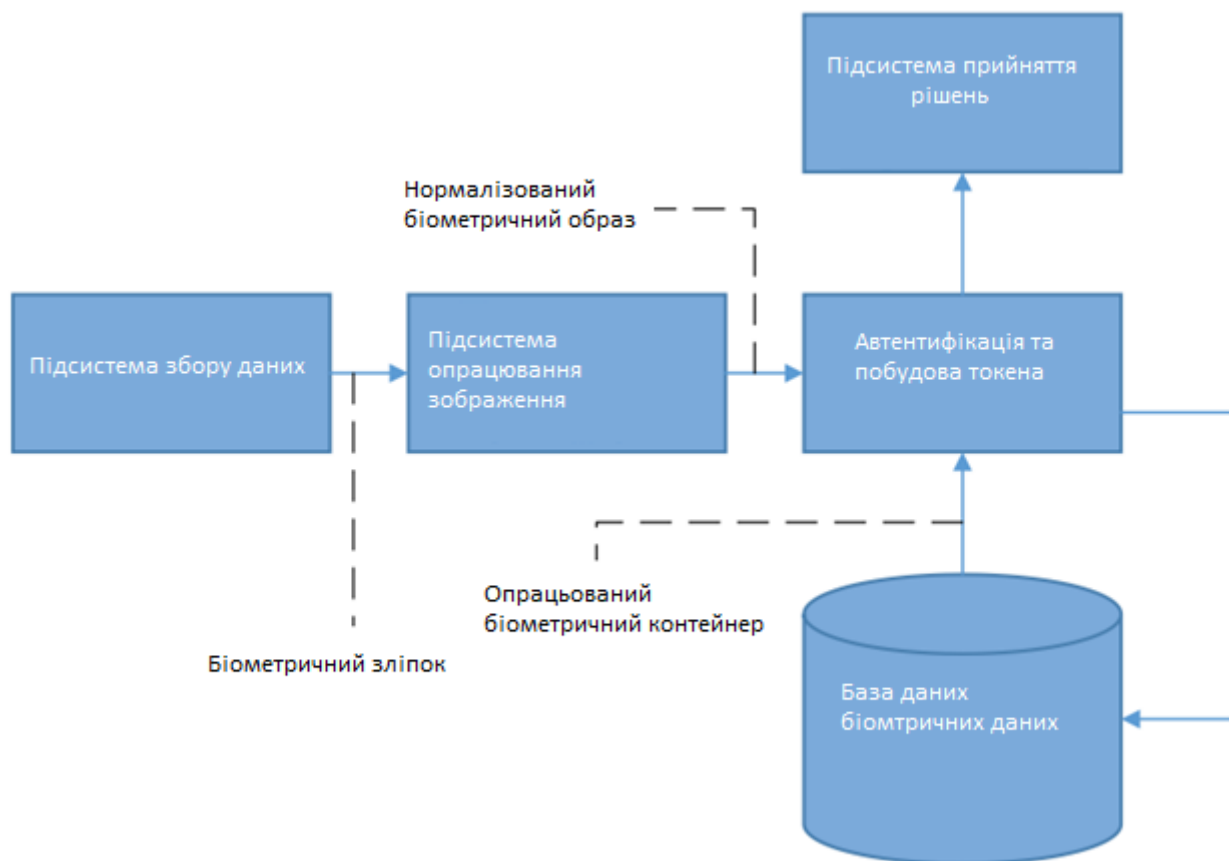 Підсистема прийняття
рішень
Нормалізований
біометричний образ
Підсистема збору даних
Підсистема
опрацювання
зображення
Автентифікація та
побудова токена
Опрацьований
біометричний контейнер
Біометричний зліпок
База даних
біомтричних даних